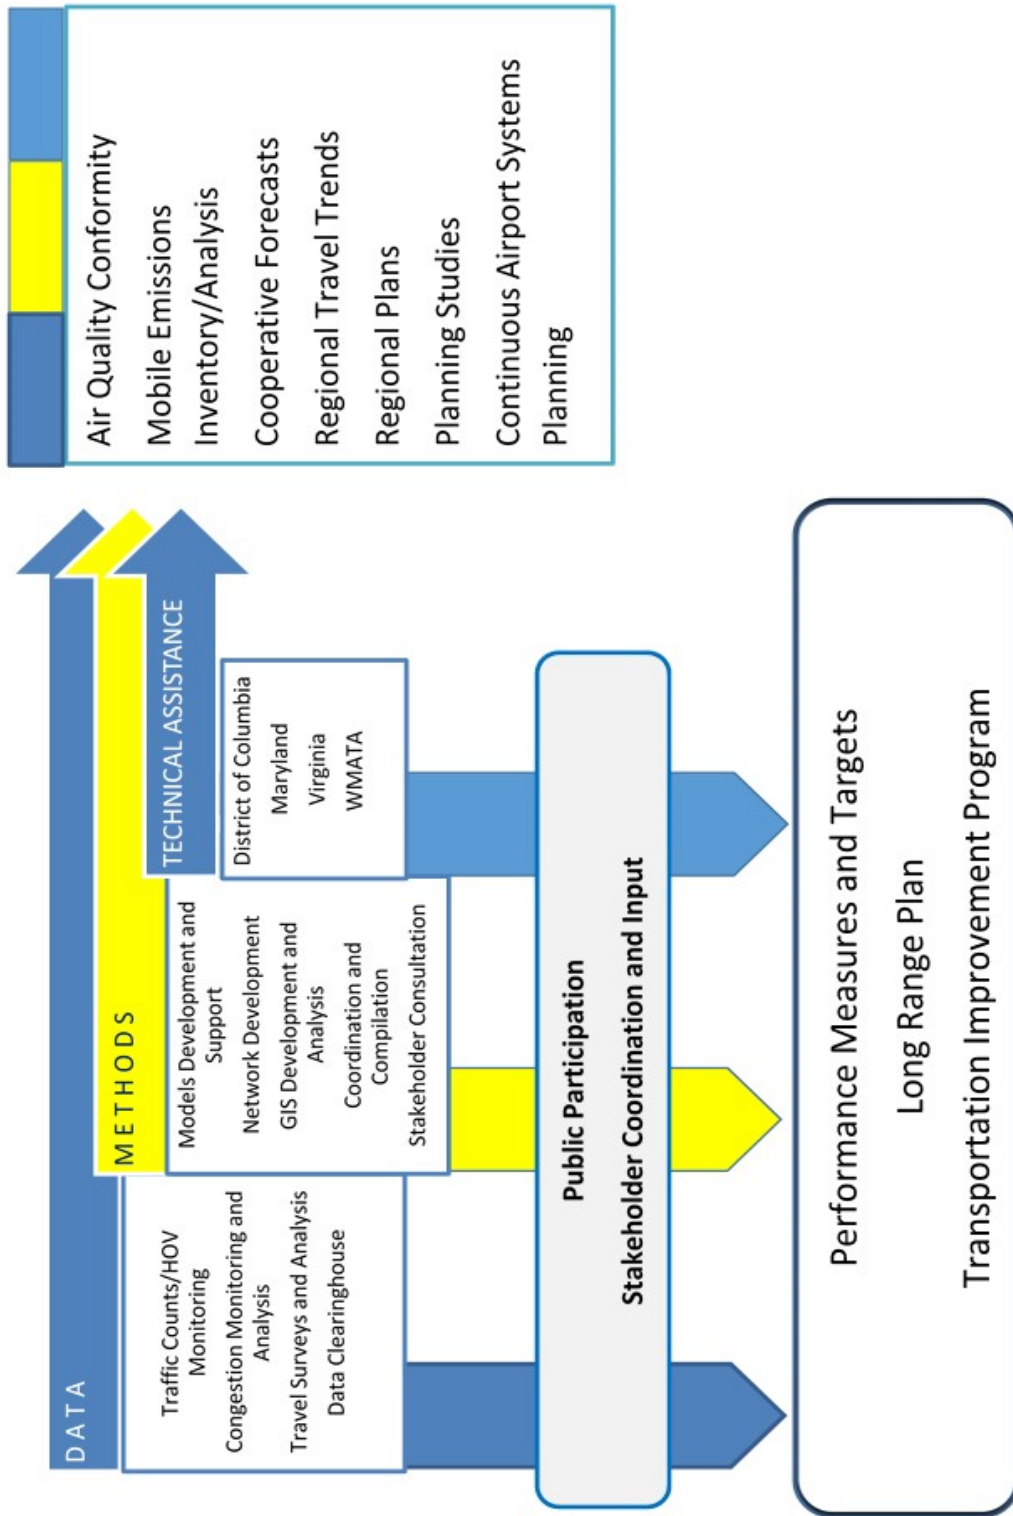 DATA
METHODS
TECHNICAL ASSISTANCE
Traffic Counts/HOV
Monitoring
Congestion Monitoring and
Analysis
Travel Surveys and Analysis
Data Clearinghouse
Models Development and
Support
Network Development
GIS Development and
Analysis
Coordination and
Compilation
Stakeholder Consultation
District of Columbia
Maryland
Virginia
WMATA
Air Quality Conformity
Mobile Emissions
Inventory/Analysis
Cooperative Forecasts
Regional Travel Trends
Regional Plans
Planning Studies
Continuous Airport Systems
Planning
Public Participation
Stakeholder Coordination and Input
Performance Measures and Targets
Long Range Plan
Transportation Improvement Program